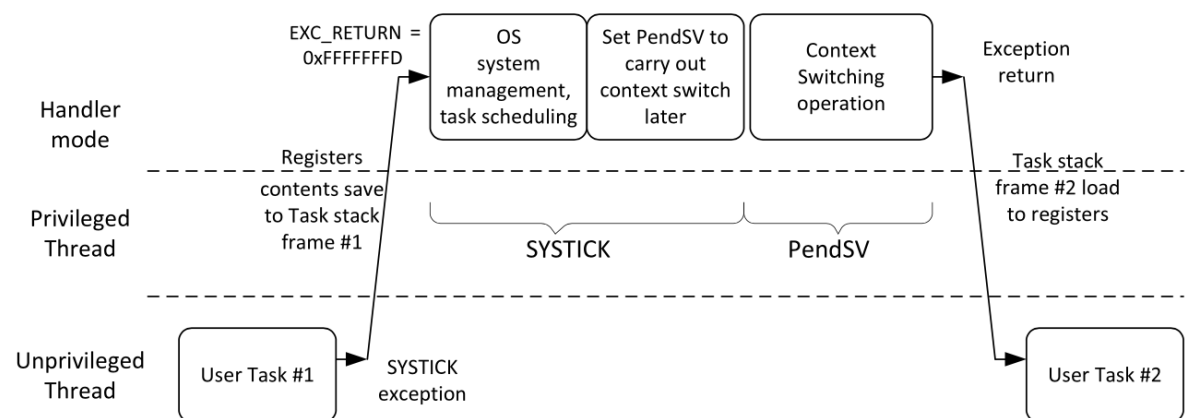 EXC_RETURN =
0xFFFFFFFD
OS
system
management,
task scheduling
Set PendSV to
carry out
context switch
later
Context
Switching
operation
Exception
return
Handler
mode
Registers
contents save
to Task stack
frame #1
Task stack
frame #2 load
to registers
Privileged
Thread
SYSTICK
PendSV
Unprivileged
Thread
User Task #1
SYSTICK
exception
User Task #2